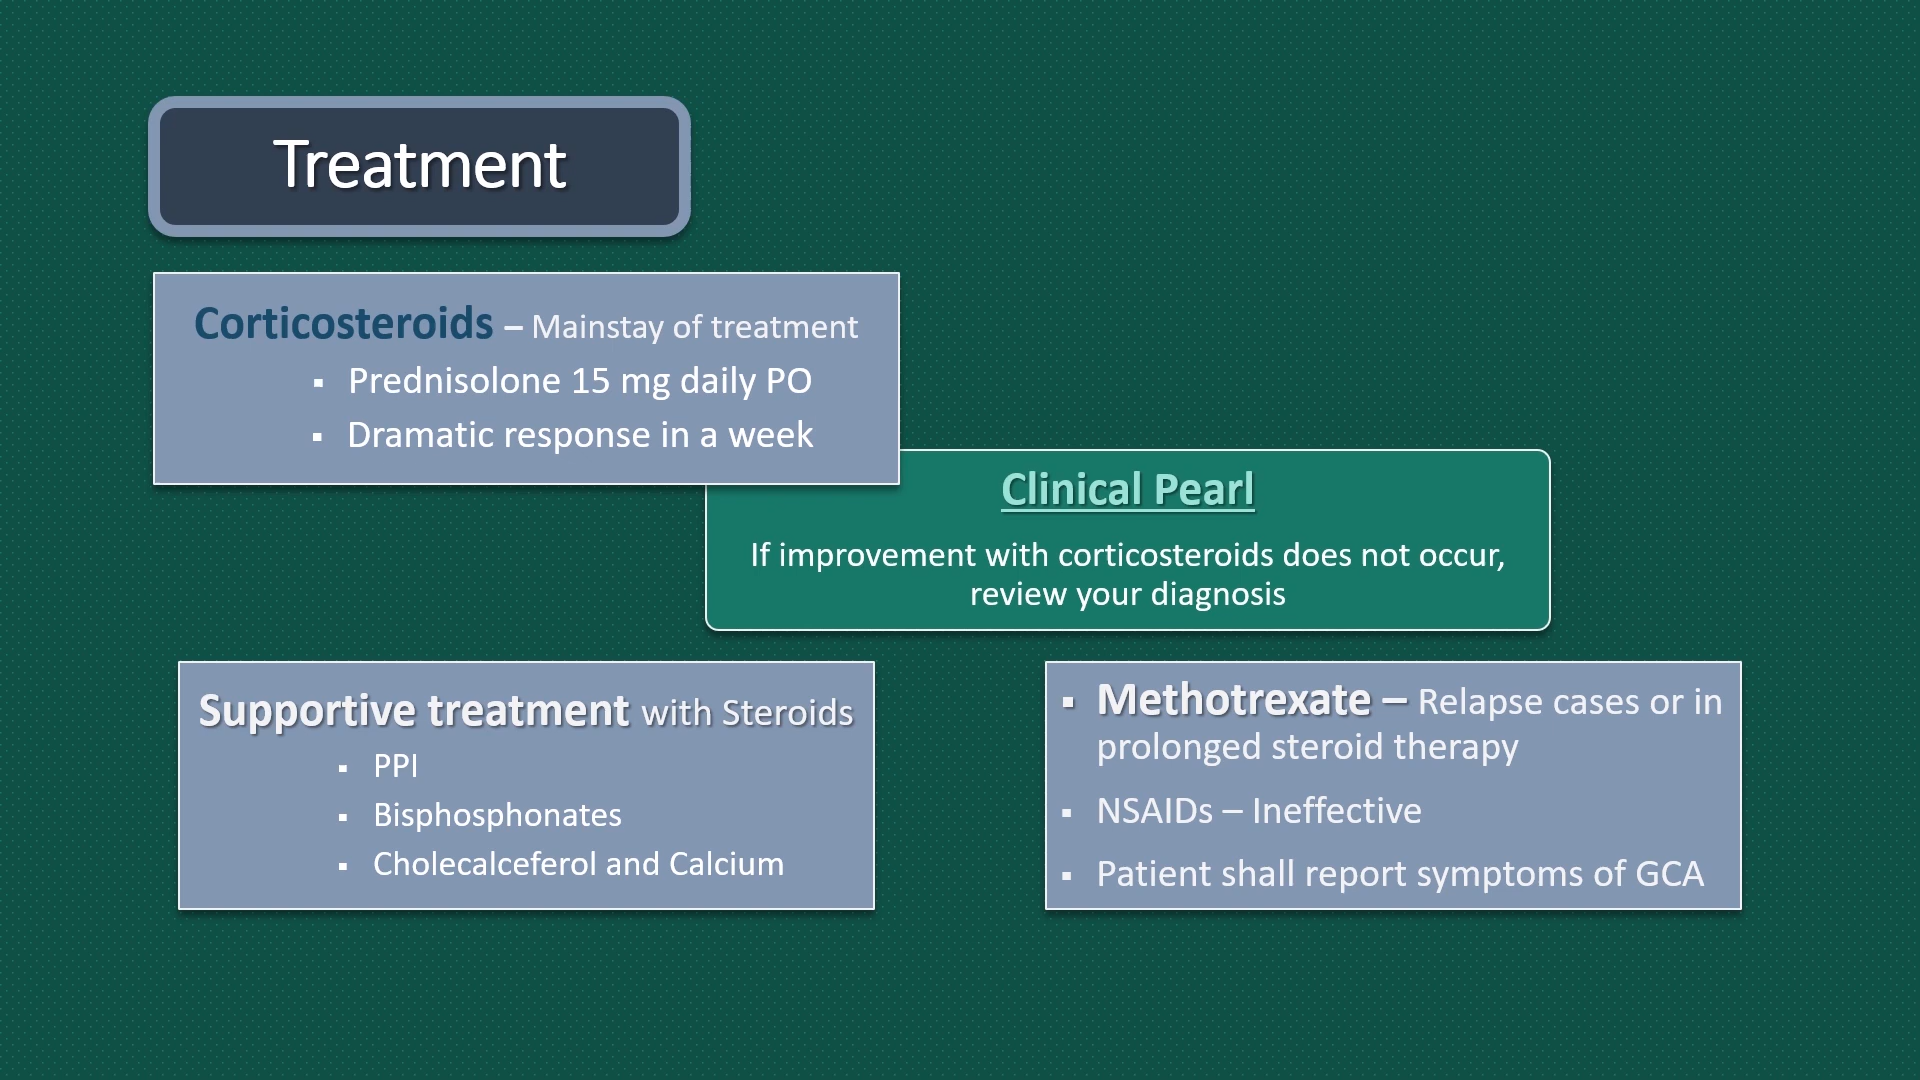 Treatment
Corticosteroids – Mainstay of treatment
▪ Prednisolone 15 mg daily PO
▪ Dramatic response in a week
Clinical Pearl
If improvement with corticosteroids does not occur,
review your diagnosis
Supportive treatment with Steroids
▪ PPI
▪ Bisphosphonates
▪ Cholecalceferol and Calcium
▪ Methotrexate – Relapse cases or in
prolonged steroid therapy
▪ NSAIDs – Ineffective
▪ Patient shall report symptoms of GCA